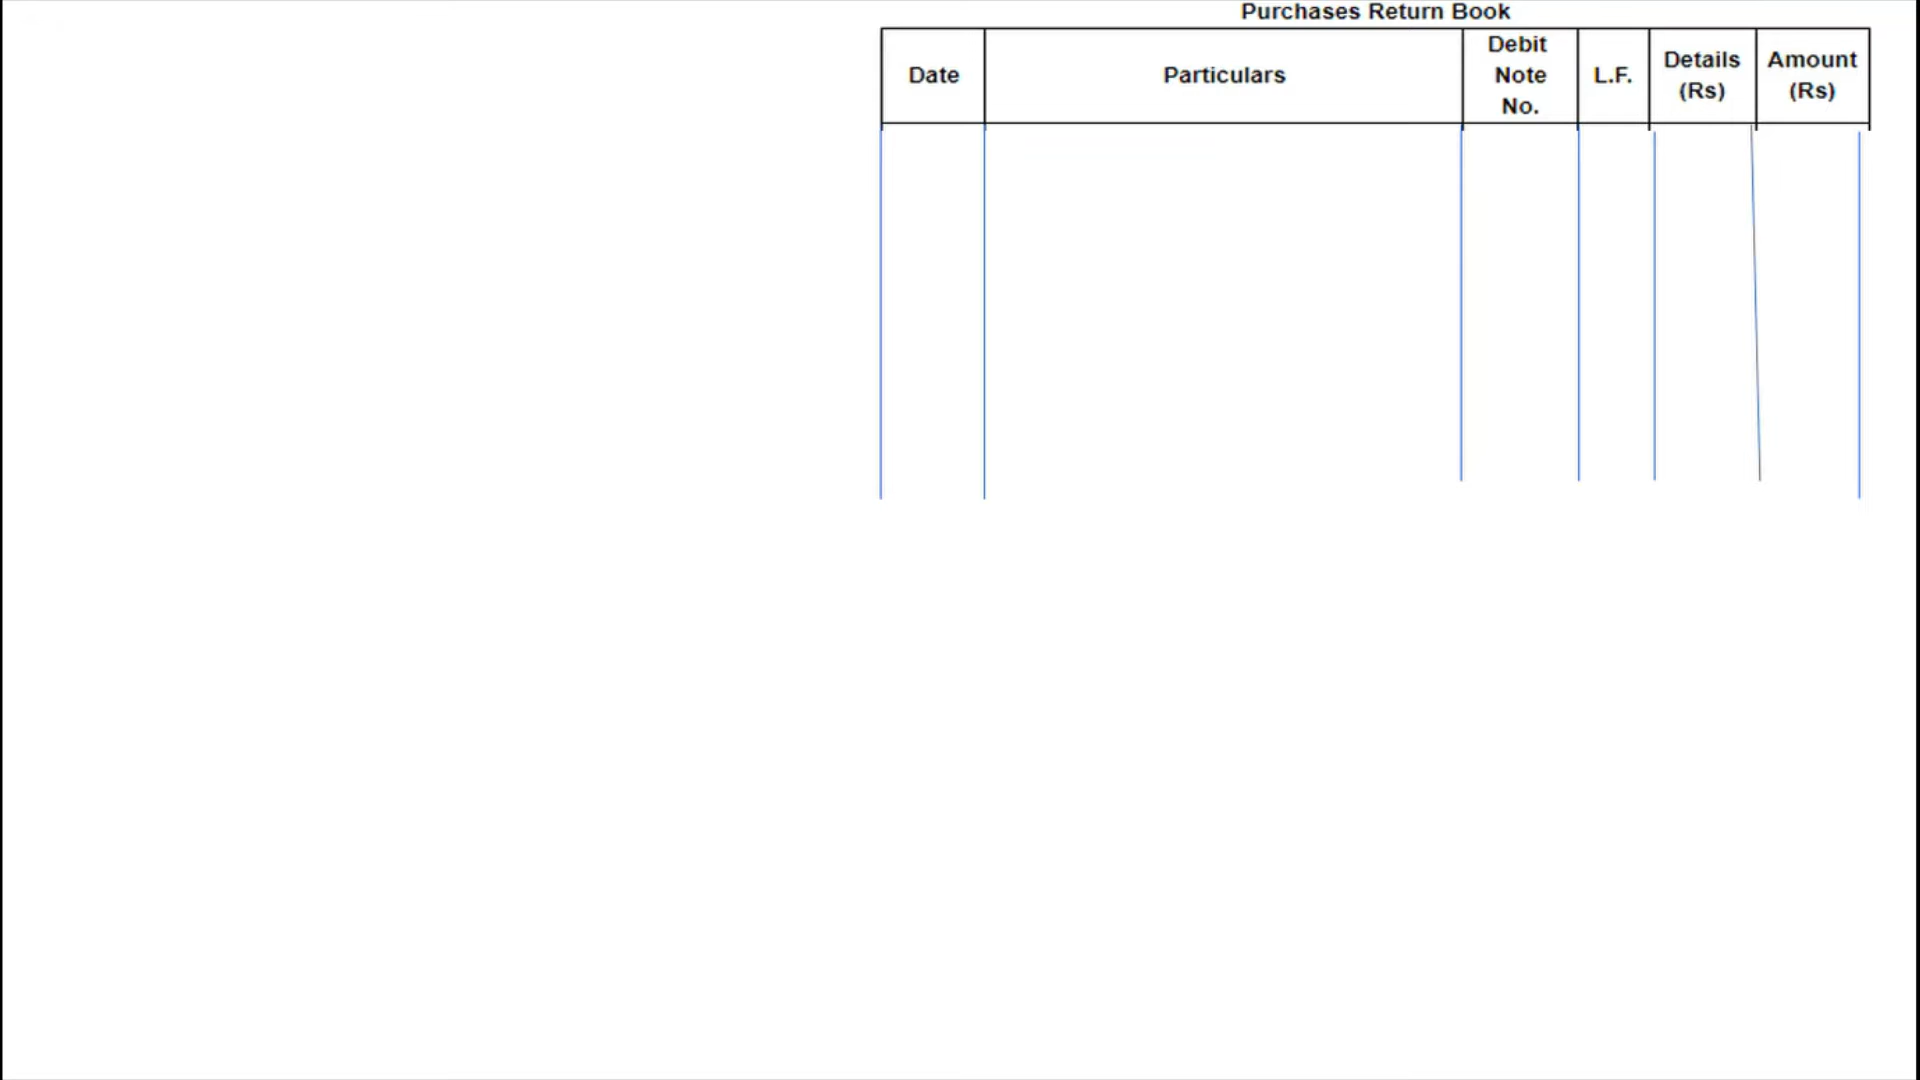 Purchases Return Book
Date
Particulars
Debit
Note
No.
L.F.
Details
(Rs)
Amount
(Rs)